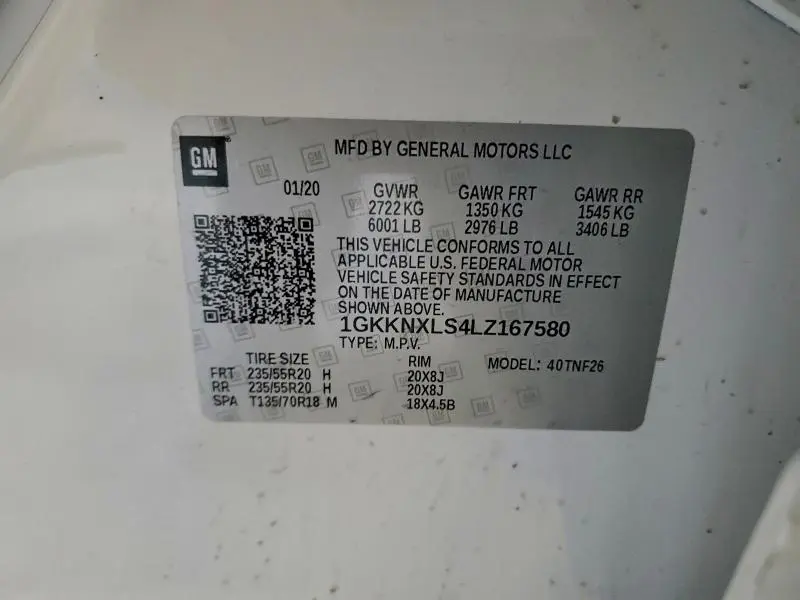 GM
MFD BY GENERAL MOTORS LLC
01/20 GVWR GAWR FRT GAWR RR
2722 KG 1350 KG 1545 KG
6001 LB 2976 LB 3406 LB
THIS VEHICLE CONFORMS TO ALL
APPLICABLE U.S. FEDERAL MOTOR
VEHICLE SAFETY STANDARDS IN EFFECT
ON THE DATE OF MANUFACTURE
SHOWN ABOVE.
1GKKNXLS4LZ167580
TYPE: M.P.V.
TIRE SIZE RIM MODEL: 40TNF26
FRT 235/55R20 H 20X8J
RR 235/55R20 H 20X8J
SPA T135/70R18 M 18X4.5B